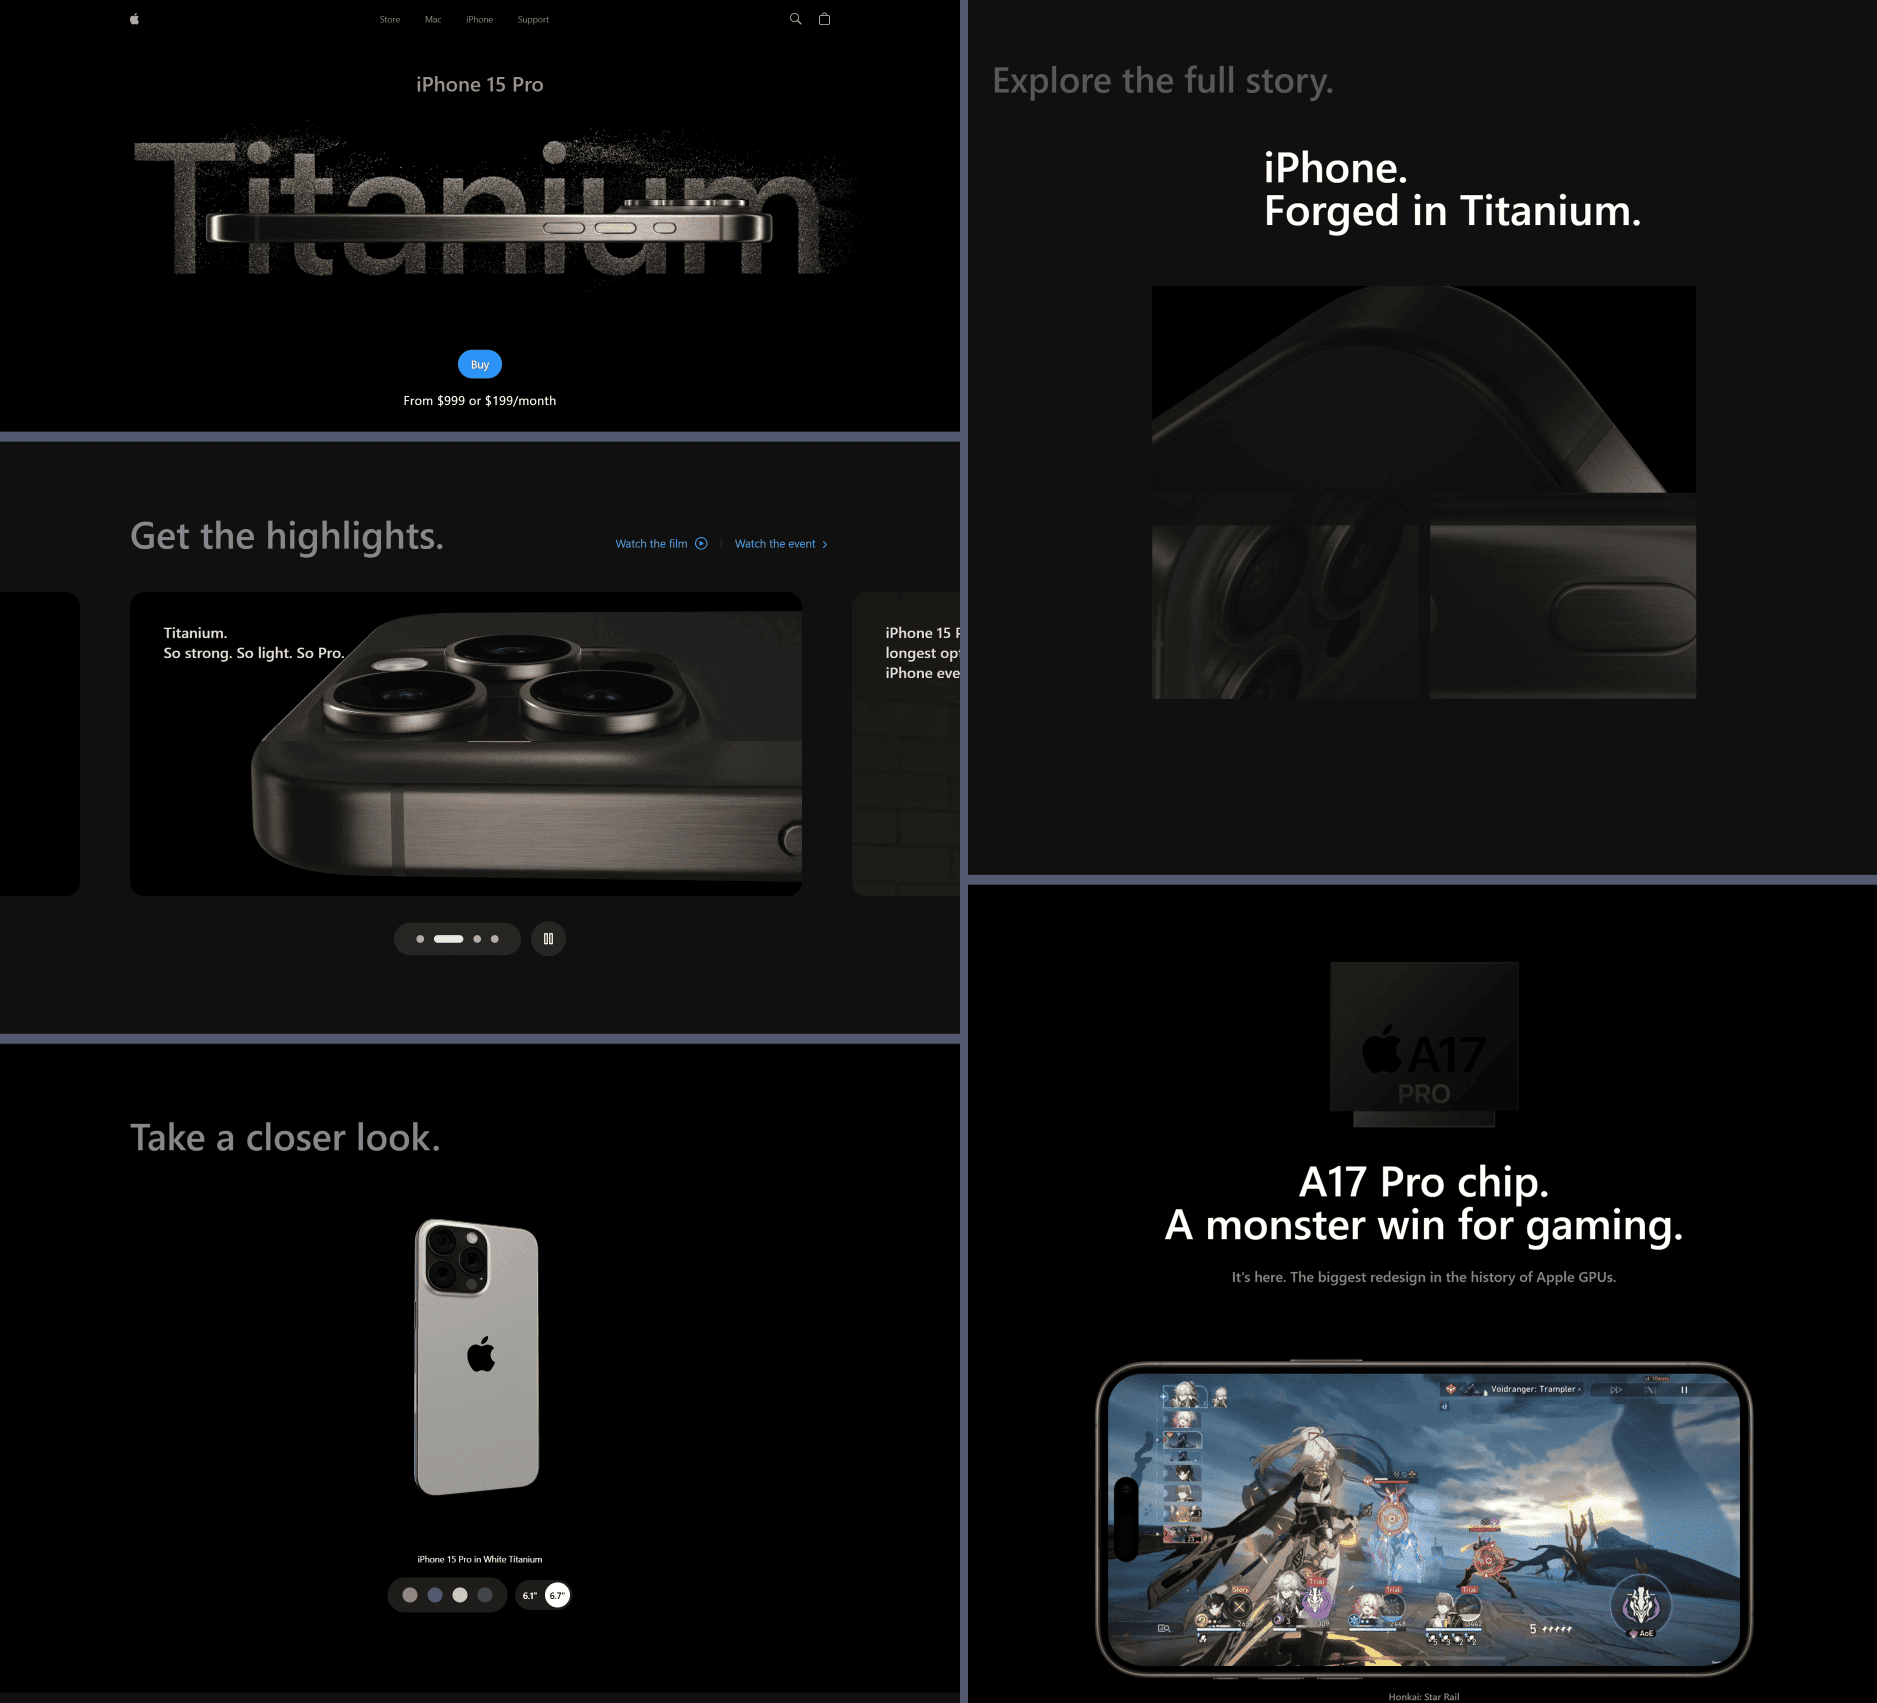 Store Mac iPhone Support
iPhone 15 Pro
Titanium
Buy
From $999 or $199/month
Get the highlights.
Watch the film
Watch the event
Titanium.
So strong. So light. So Pro.
iPhone 15
longest
iPhone
Take a closer look.
iPhone 15 Pro in White Titanium
6.1" 6.7"
Explore the full story.
iPhone.
Forged in Titanium.
A17
PRO
A17 Pro chip.
A monster win for gaming.
It's here. The biggest redesign in the history of Apple GPUs.
Voidranger: Trampler
Story
Trial
Trial
Trial
5
AoE
Honkai: Star Rail